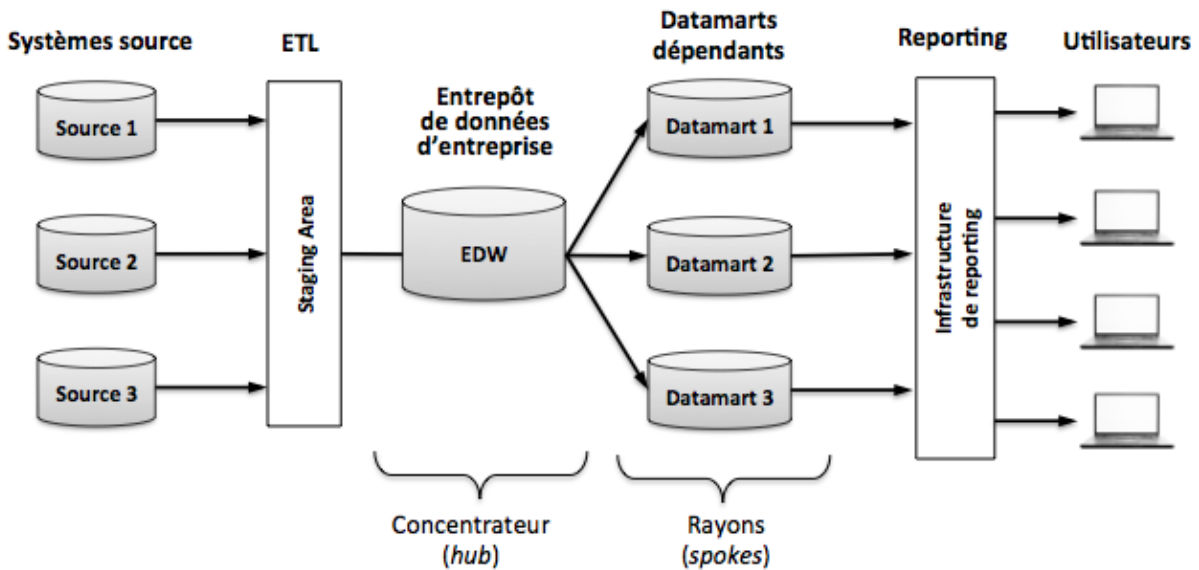 Systèmes source
ETL
Entrepôt
de données
d'entreprise
Datamarts
dépendants
Reporting
Utilisateurs
Source 1
Source 2
Source 3
Staging Area
EDW
Datamart 1
Datamart 2
Datamart 3
Infrastructure
de reporting
Concentrateur
(hub)
Rayons
(spokes)